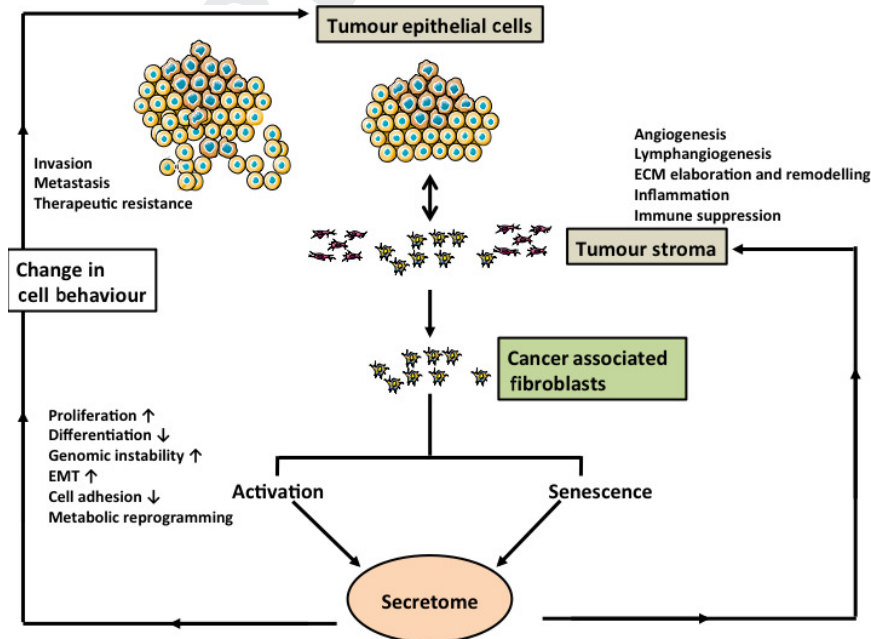 Tumour epithelial cells
Invasion
Metastasis
Therapeutic resistance
Angiogenesis
Lymphangiogenesis
ECM elaboration and remodelling
Inflammation
Immune suppression
Tumour stroma
Change in
cell behaviour
Cancer associated
fibroblasts
Proliferation ↑
Differentiation ↓
Genomic instability ↑
EMT ↑
Cell adhesion ↓
Metabolic reprogramming
Activation
Senescence
Secretome